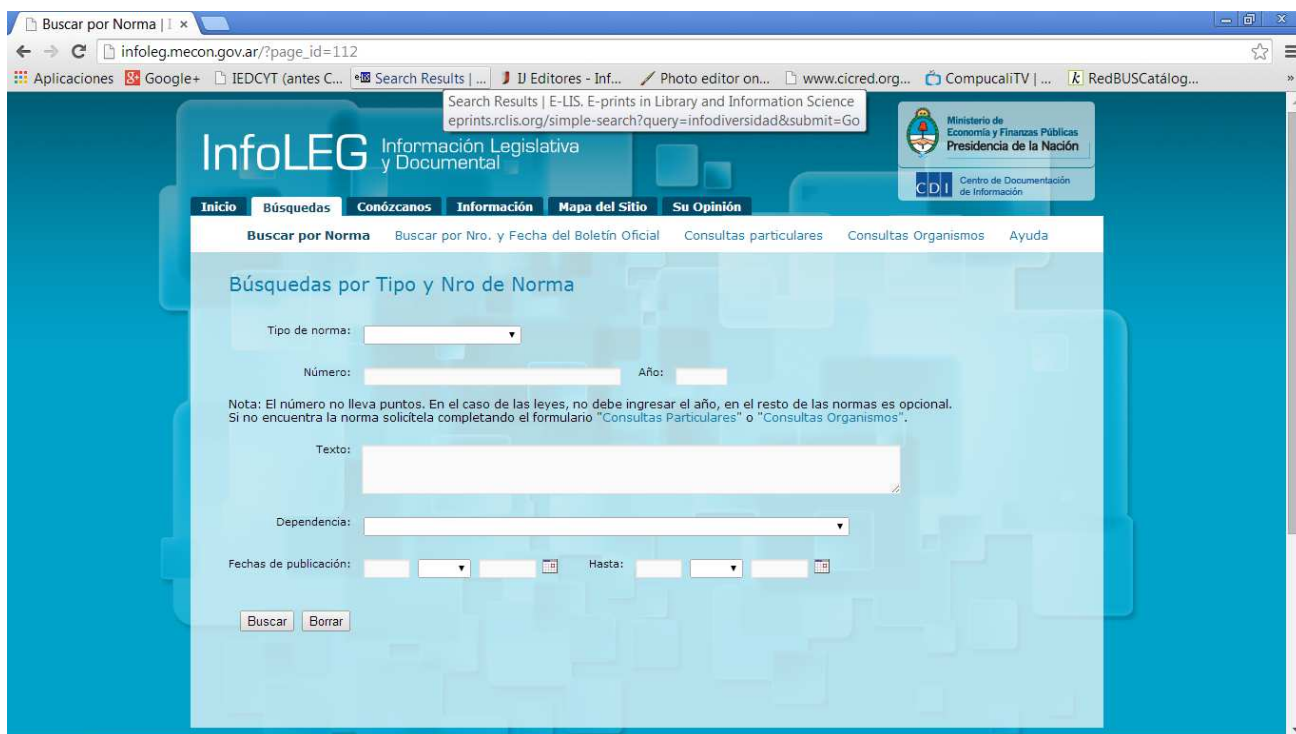 Buscar por Norma | I
infoleg.mecon.gov.ar/?page_id=112
Aplicaciones Google+ IEDCYT (antes C... Search Results | ... IJ Editores - Inf... Photo editor on... www.cicred.org... CompucaliTV | ... RedBUSCatálog... »
Search Results | E-LIS. E-prints in Library and Information Science
eprints.rclis.org/simple-search?query=infodiversidad&submit=Go
InfoLEG Información Legislativa
y Documental
Ministerio de
Economía y Finanzas Públicas
Presidencia de la Nación
CDI Centro de Documentación
de Información
Inicio Búsquedas Conózcanos Información Mapa del Sitio Su Opinión
Buscar por Norma Buscar por Nro. y Fecha del Boletín Oficial Consultas particulares Consultas Organismos Ayuda
Búsquedas por Tipo y Nro de Norma
Tipo de norma:
Número: Año:
Nota: El número no lleva puntos. En el caso de las leyes, no debe ingresar el año, en el resto de las normas es opcional.
Si no encuentra la norma solicítela completando el formulario "Consultas Particulares" o "Consultas Organismos".
Texto:
Dependencia:
Fechas de publicación: Hasta:
Buscar Borrar